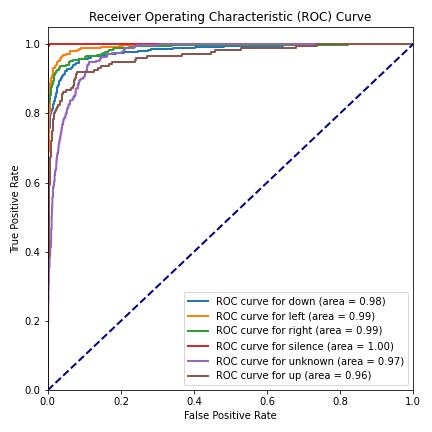 Receiver Operating Characteristic (ROC) Curve
1.0
0.8
0.6
0.4
0.2
0.0
True Positive Rate
ROC curve for down (area = 0.98)
ROC curve for left (area = 0.99)
ROC curve for right (area = 0.99)
ROC curve for silence (area = 1.00)
ROC curve for unknown (area = 0.97)
ROC curve for up (area = 0.96)
0.0 0.2 0.4 0.6 0.8 1.0
False Positive Rate